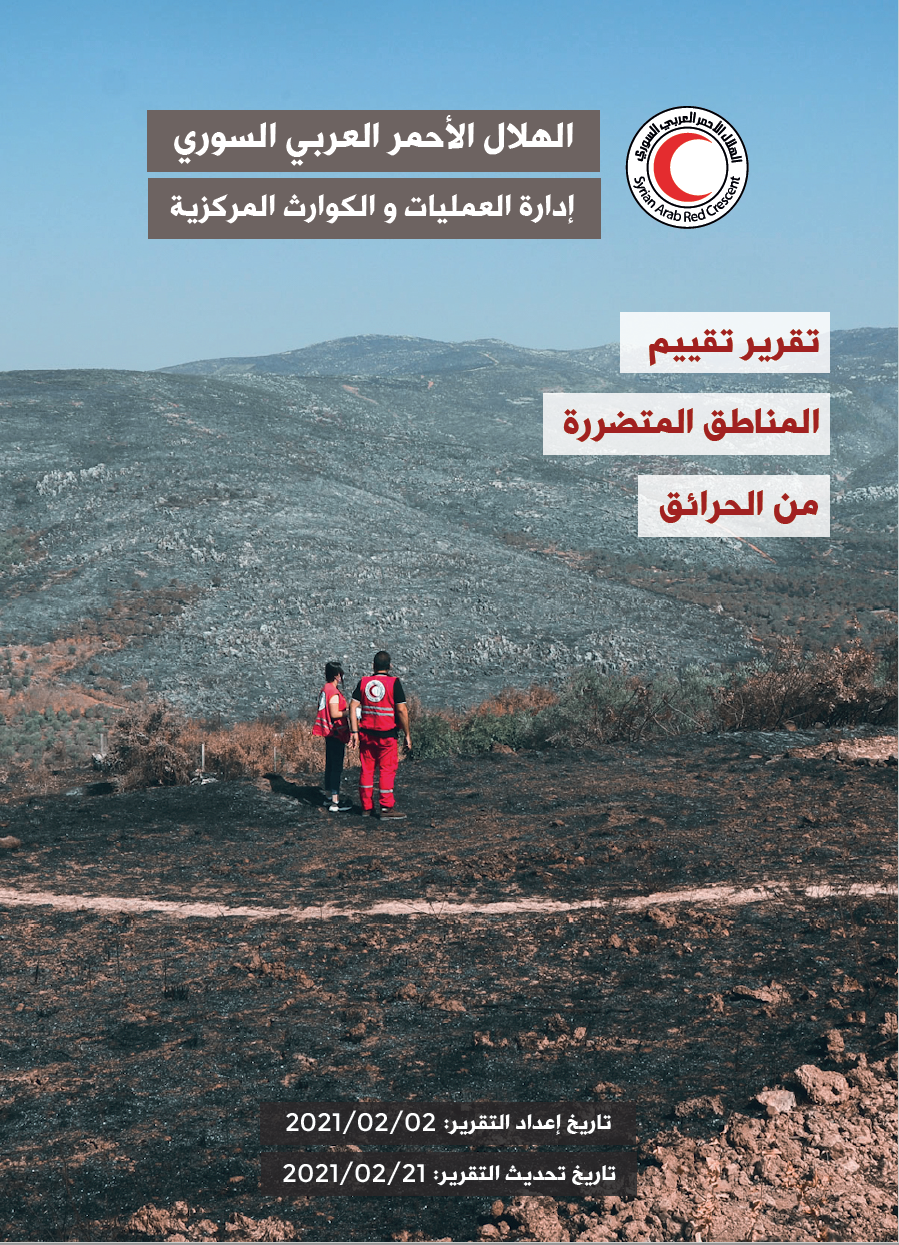 الهلال الأحمر العربي السوري
Syrian Arab Red Crescent
الهلال الأحمر العربي السوري
إدارة العمليات و الكوارث المركزية
تقرير تقييم
المناطق المتضررة
من الحرائق
تاريخ إعداد التقرير: 2021/02/02
تاريخ تحديث التقرير: 2021/02/21